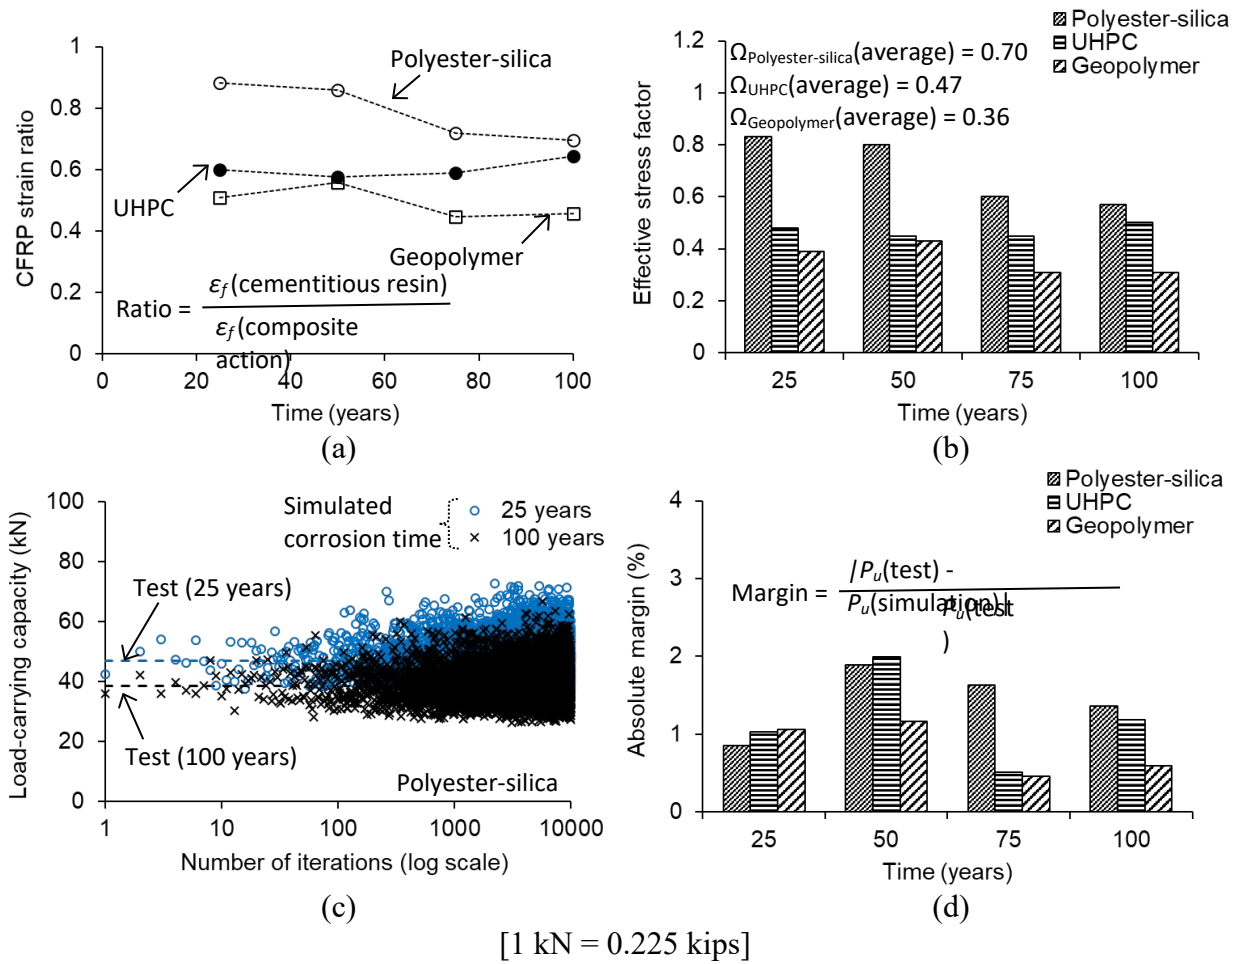 1
0.8
0.6
0.4
0.2
0
0
20
40
60
80
100
CFRP strain ratio
Time (years)
Polyester-silica
UHPC
Geopolymer
Ratio =
εf (cementitious resin)
εf (composite
action)
(a)
Polyester-silica
UHPC
Geopolymer
ΩPolyester-silica(average) = 0.70
ΩUHPC(average) = 0.47
ΩGeopolymer(average) = 0.36
1.2
1
0.8
0.6
0.4
0.2
0
25
50
75
100
Effective stress factor
Time (years)
(b)
100
80
60
40
20
0
1
10
100
1000
10000
Load-carrying capacity (kN)
Number of iterations (log scale)
Simulated
corrosion time
25 years
100 years
Test (25 years)
Test (100 years)
Polyester-silica
(c)
Polyester-silica
UHPC
Geopolymer
4
3
2
1
0
25
50
75
100
Absolute margin (%)
Time (years)
Margin =
|Pu(test) -
Pu(simulation)|
Pu(test
)
(d)
[1 kN = 0.225 kips]